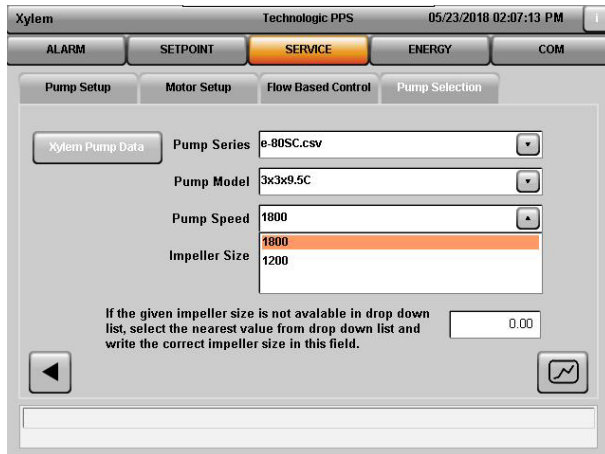 Xylem Technologic PPS 05/23/2018 02:07:13 PM
ALARM SETPOINT SERVICE ENERGY COM
Pump Setup Motor Setup Flow Based Control Pump Selection
Xylem Pump Data Pump Series e-80SC.csv
Pump Model 3x3x9.5C
Pump Speed 1800
1800
Impeller Size 1200
If the given impeller size is not avalable in drop down
list, select the nearest value from drop down list and
write the correct impeller size in this field.
0.00